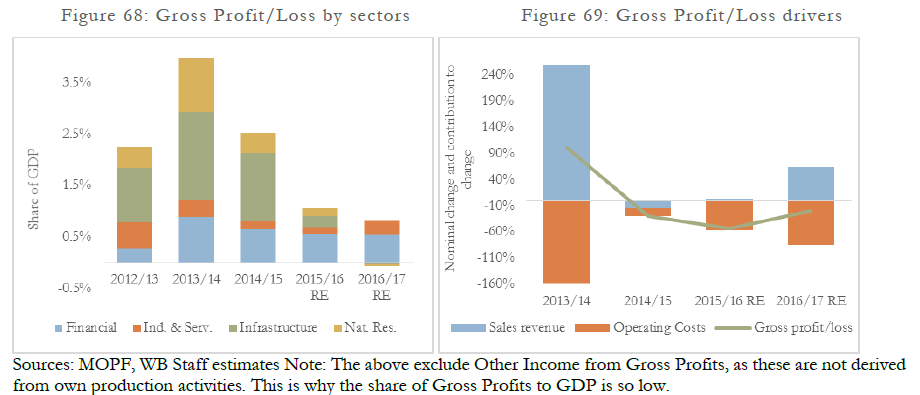 Figure 68: Gross Profit/Loss by sectors
Share of GDP
3.5%
2.5%
1.5%
0.5%
-0.5%
2012/13 2013/14 2014/15 2015/16 RE 2016/17 RE
Financial Ind. & Serv. Infrastructure Nat. Res.
Figure 69: Gross Profit/Loss drivers
Nominal change and contribution to
change
240%
190%
140%
90%
40%
-10%
-60%
-110%
-160%
2013/14 2014/15 2015/16 RE 2016/17 RE
Sales revenue Operating Costs Gross profit/loss
Sources: MOPF, WB Staff estimates Note: The above exclude Other Income from Gross Profits, as these are not derived
from own production activities. This is why the share of Gross Profits to GDP is so low.